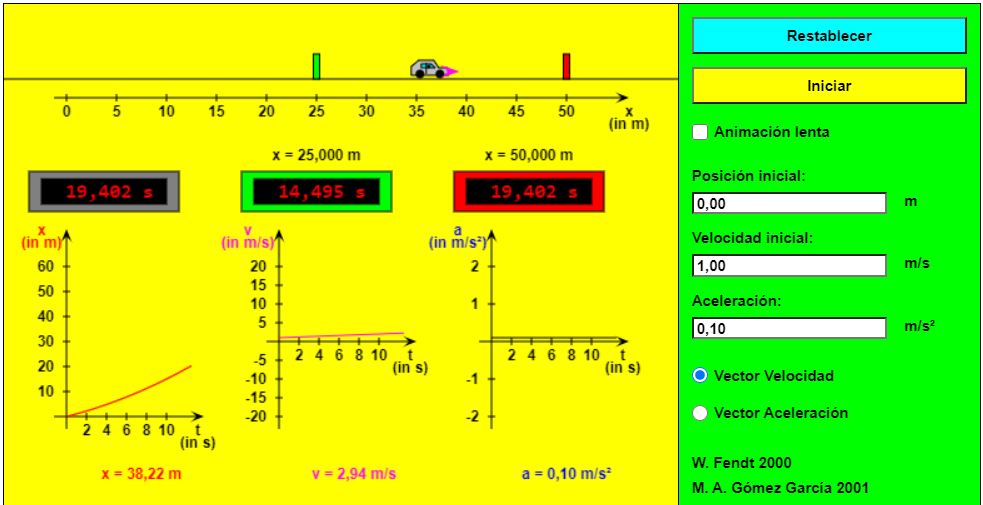 Restablecer
Iniciar
Animación lenta
Posición inicial:
0,00 m
Velocidad inicial:
1,00 m/s
Aceleración:
0,10 m/s²
Vector Velocidad
Vector Aceleración
W. Fendt 2000
M. A. Gómez García 2001
0 5 10 15 20 25 30 35 40 45 50 x
(in m)
x = 25,000 m x = 50,000 m
19,402 s 14,495 s 19,402 s
x
(in m)
60
50
40
30
20
10
2 4 6 8 10 t
(in s)
x = 38,22 m
v
(in m/s)
20
15
10
5
2 4 6 8 10 t
(in s)
-5
-10
-15
-20
v = 2,94 m/s
a
(in m/s²)
2
1
2 4 6 8 10 t
(in s)
-1
-2
a = 0,10 m/s²